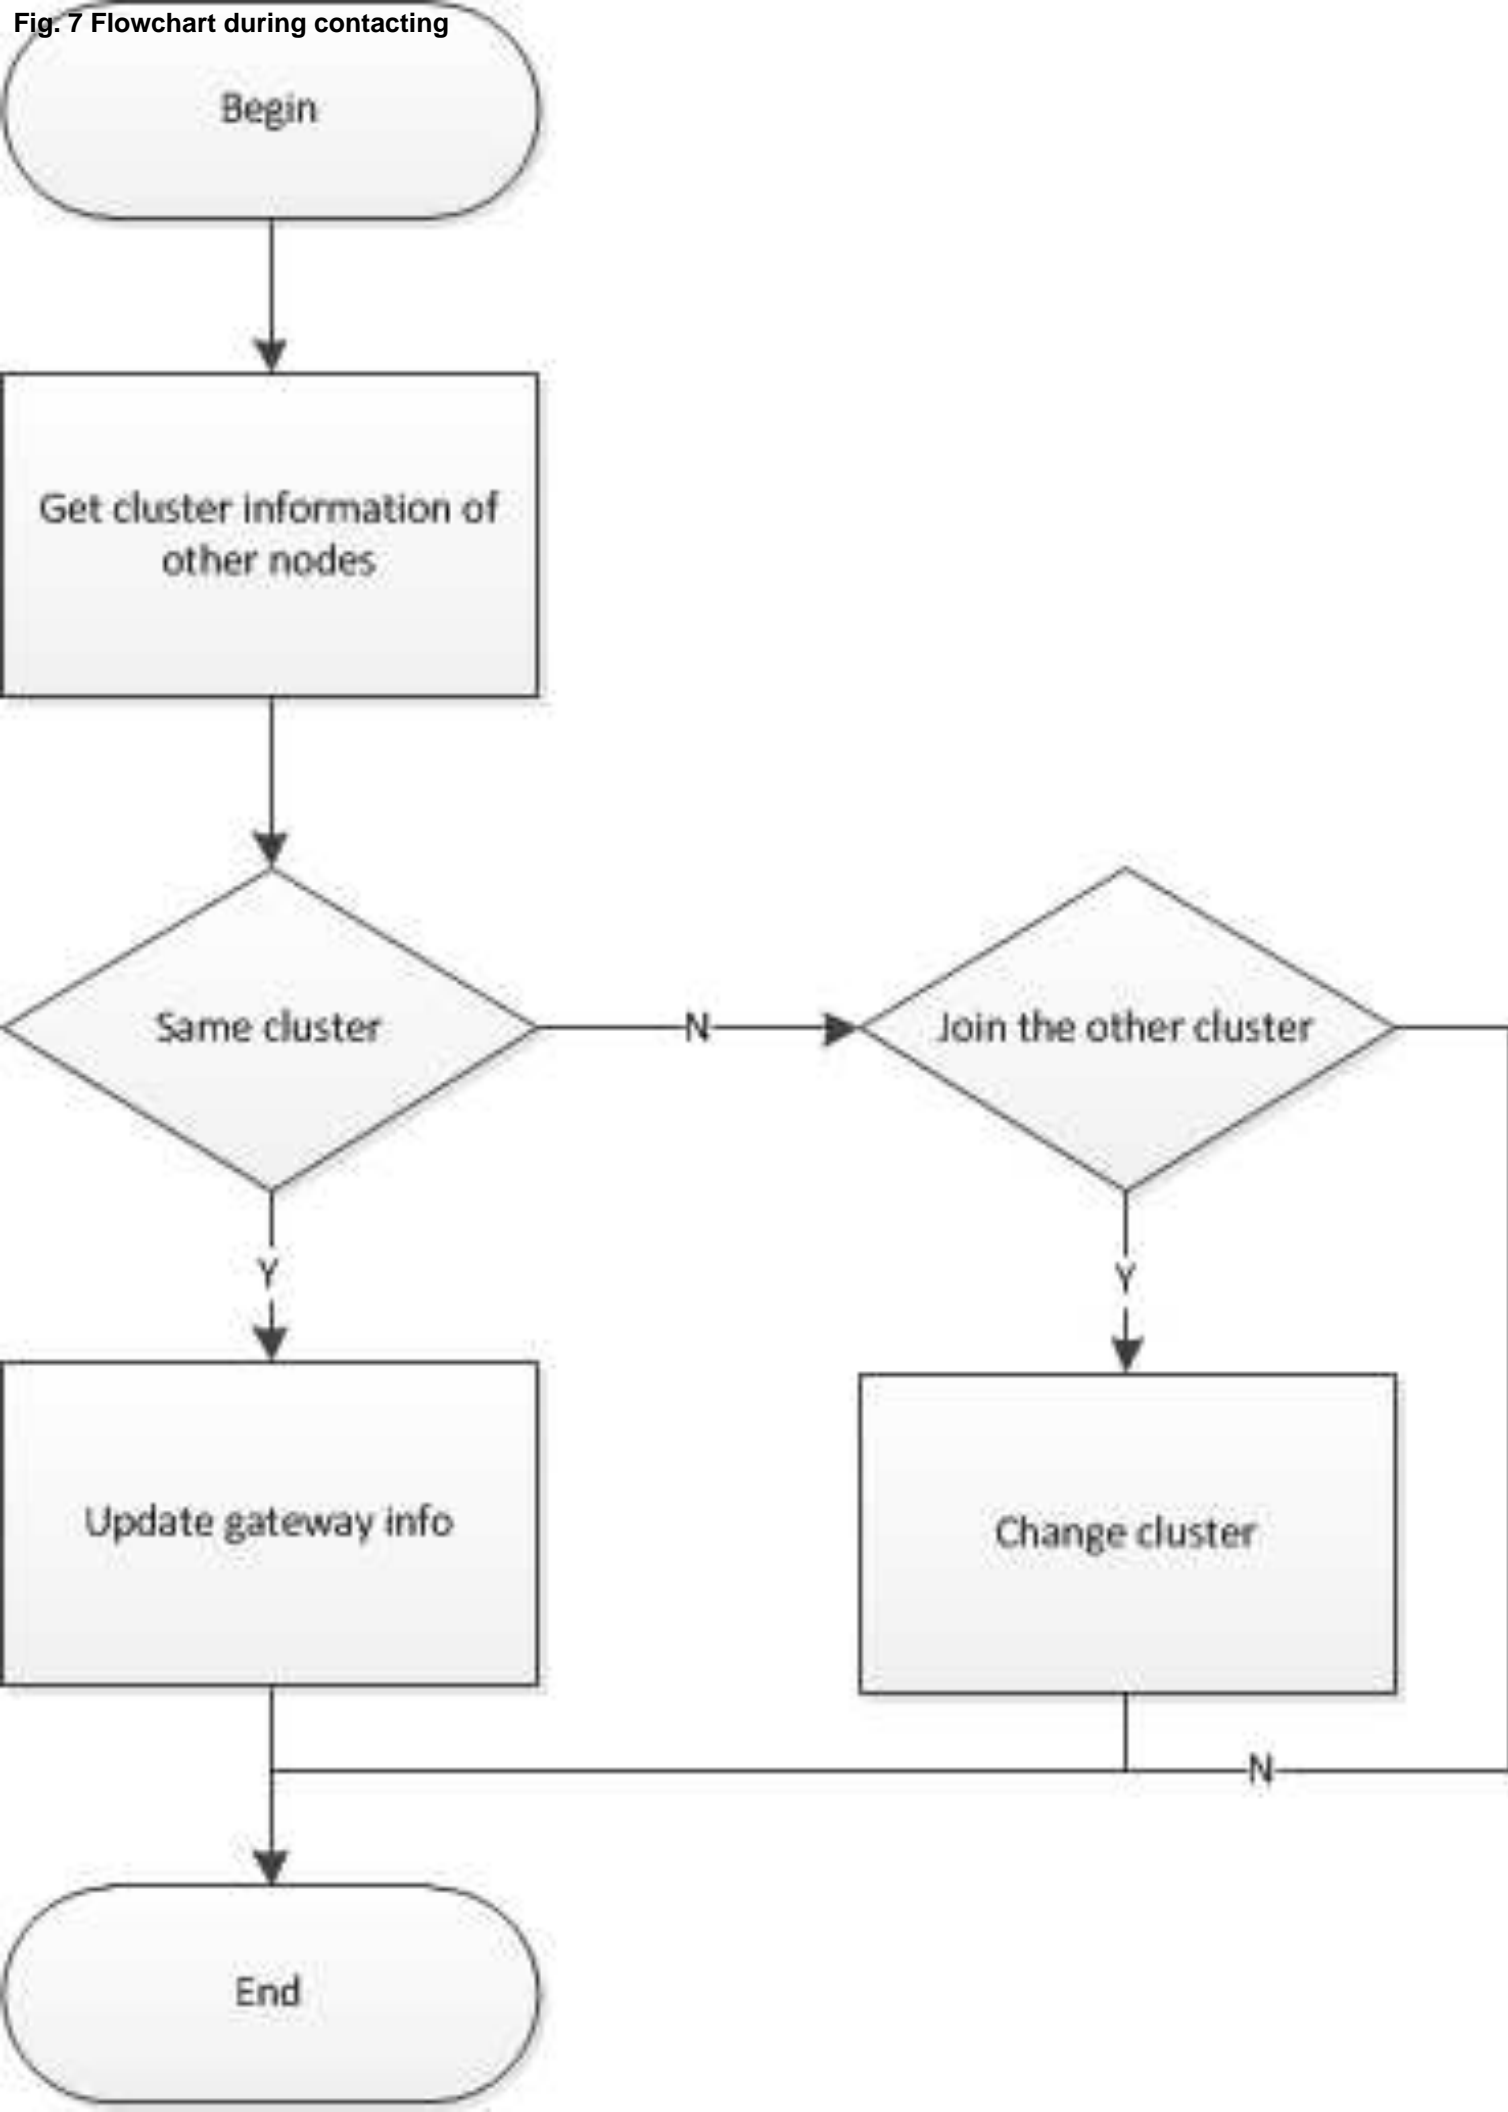 Fig. 7 Flowchart during contacting
Begin
Get cluster information of
other nodes
Same cluster
N
Join the other cluster
Y
Y
Update gateway info
Change cluster
N
End